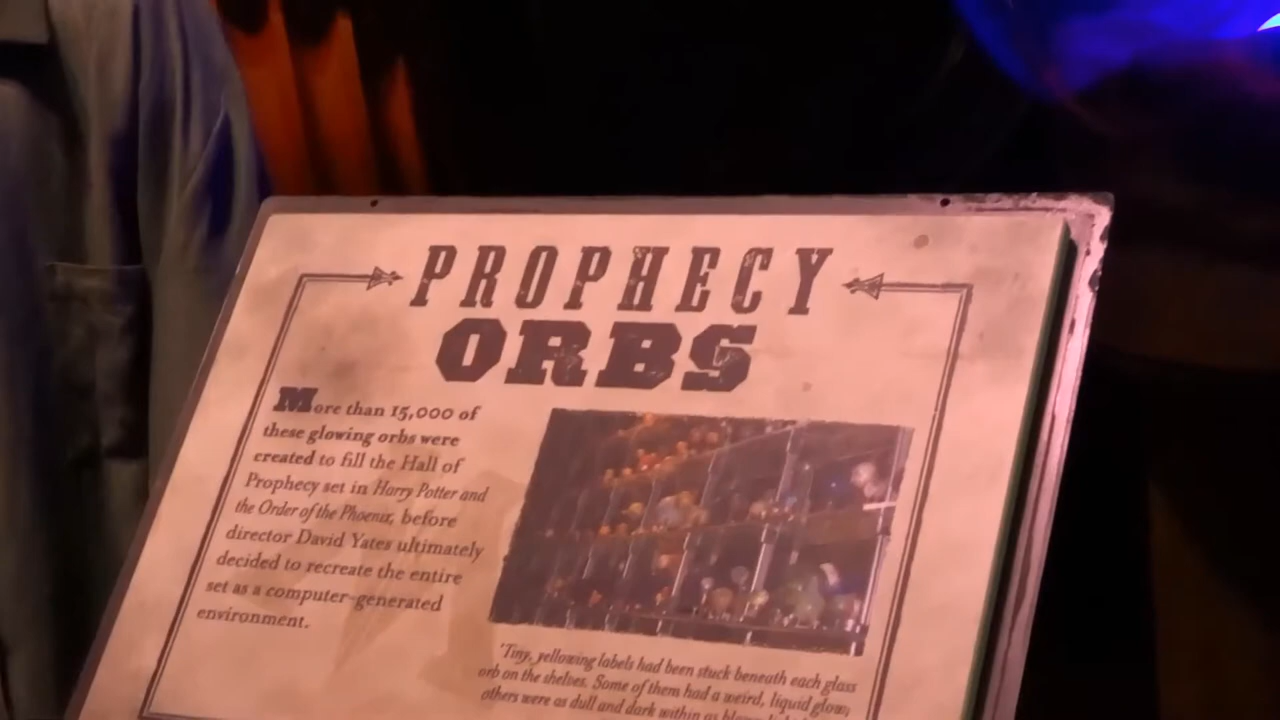 PROPHECY
ORBS
More than 15,000 of
these glowing orbs were
created to fill the Hall of
Prophecy set in Harry Potter and
the Order of the Phoenix, before
director David Yates ultimately
decided to recreate the entire
set as a computer-generated
environment.
'Tiny, yellowing labels had been stuck beneath each glass
orb on the shelves. Some of them had a weird, liquid glow;
others were as dull and dark within as blown